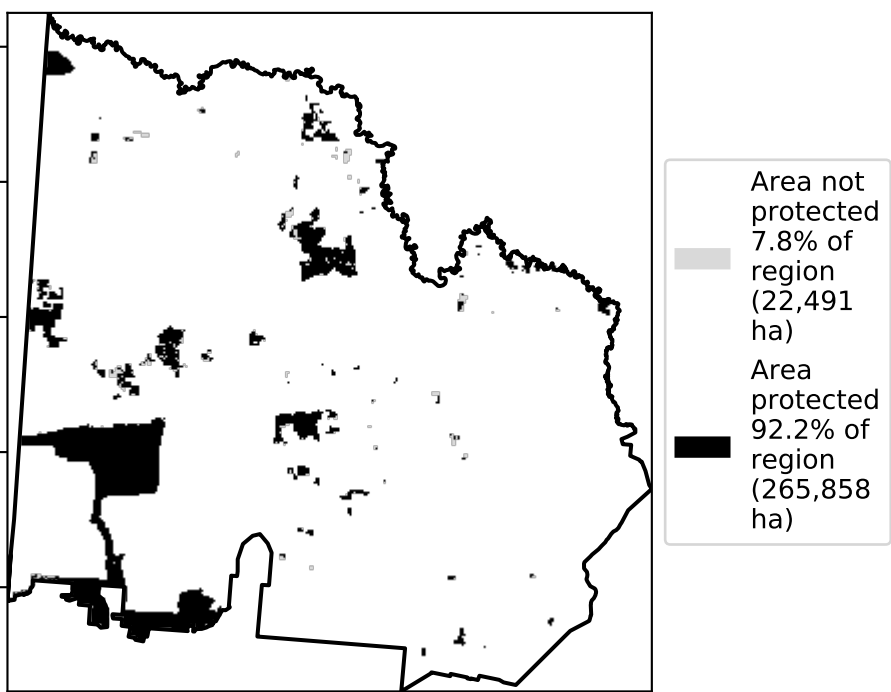 Area not
protected
7.8% of
region
(22,491
ha)
Area
protected
92.2% of
region
(265,858
ha)